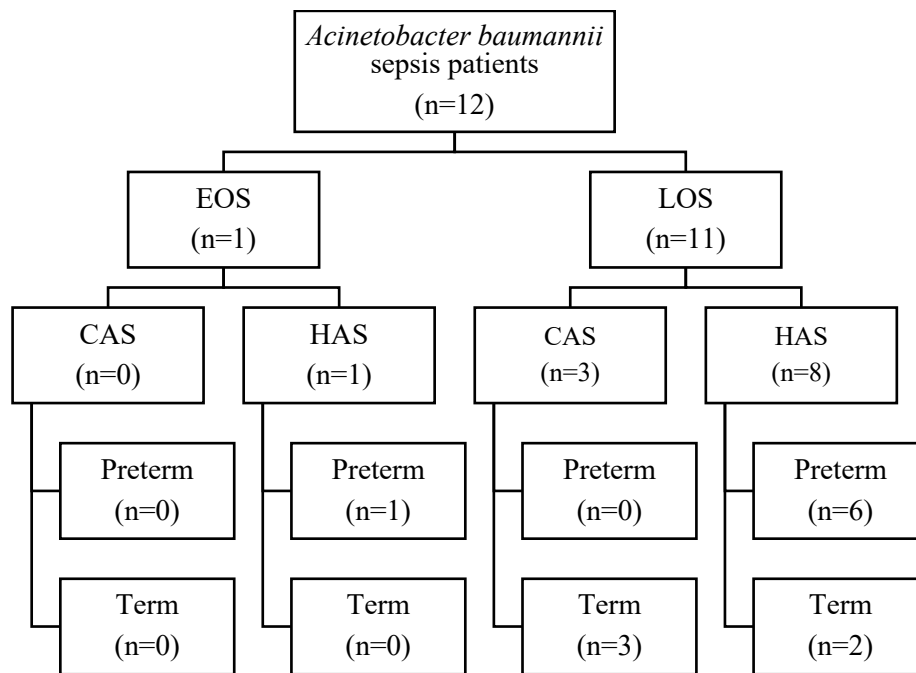 Acinetobacter baumannii
sepsis patients
(n=12)
EOS
(n=1)
LOS
(n=11)
CAS
(n=0)
HAS
(n=1)
CAS
(n=3)
HAS
(n=8)
Preterm
(n=0)
Preterm
(n=1)
Preterm
(n=0)
Preterm
(n=6)
Term
(n=0)
Term
(n=0)
Term
(n=3)
Term
(n=2)